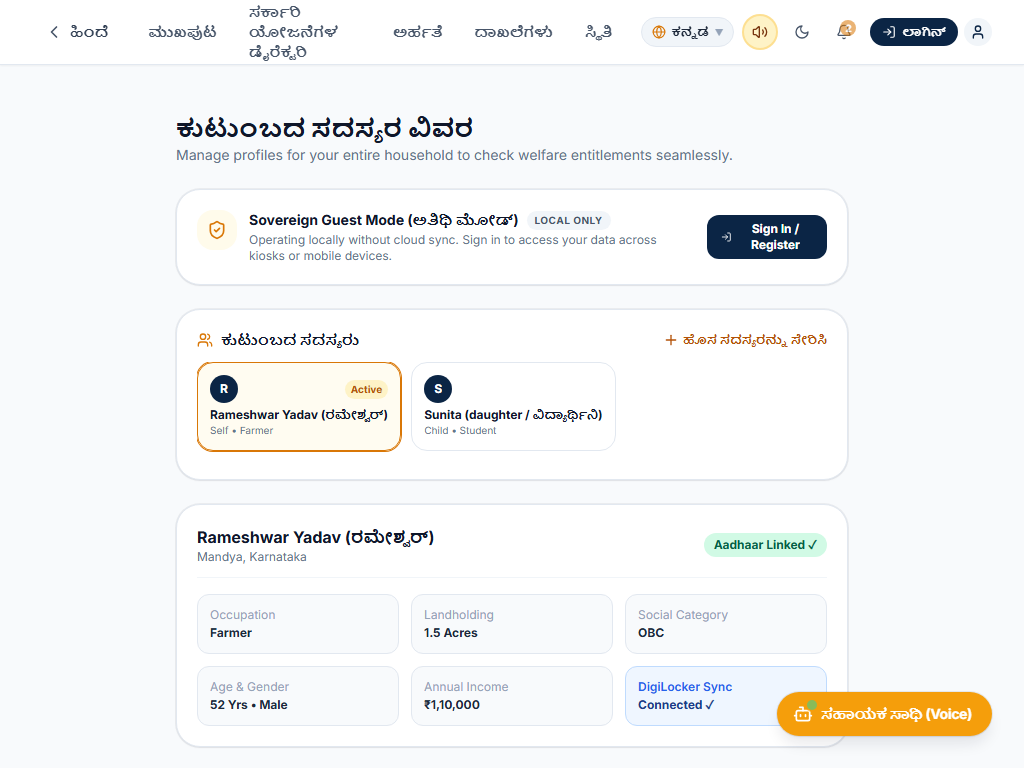 ಹಿಂದೆ
ಮುಖಪುಟ
ಸರ್ಕಾರಿ
ಯೋಜನೆಗಳ
ಡೈರೆಕ್ಟರಿ
ಅರ್ಹತೆ
ದಾಖಲೆಗಳು
ಸ್ಥಿತಿ
ಕನ್ನಡ ▼
ಲಾಗಿನ್
ಕುಟುಂಬದ ಸದಸ್ಯರ ವಿವರ
Manage profiles for your entire household to check welfare entitlements seamlessly.
Sovereign Guest Mode (ಅತಿಥಿ ಮೋಡ್) LOCAL ONLY
Operating locally without cloud sync. Sign in to access your data across
kiosks or mobile devices.
Sign In /
Register
ಕುಟುಂಬದ ಸದಸ್ಯರು
+ ಹೊಸ ಸದಸ್ಯರನ್ನು ಸೇರಿಸಿ
R
Active
Rameshwar Yadav (ರಮೇಶ್ವರ್)
Self • Farmer
S
Sunita (daughter / ವಿದ್ಯಾರ್ಥಿನಿ)
Child • Student
Rameshwar Yadav (ರಮೇಶ್ವರ್)
Mandya, Karnataka
Aadhaar Linked ✓
Occupation
Farmer
Landholding
1.5 Acres
Social Category
OBC
Age & Gender
52 Yrs • Male
Annual Income
₹1,10,000
DigiLocker Sync
Connected ✓
ಸಹಾಯಕ ಸಾಥಿ (Voice)